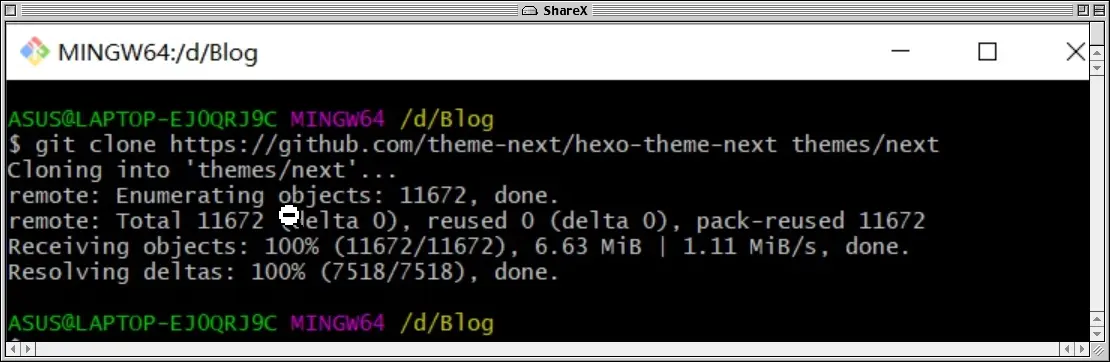 ShareX
MINGW64:/d/Blog
ASUS@LAPTOP-EJ0QRJ9C MINGW64 /d/Blog
$ git clone https://github.com/theme-next/hexo-theme-next themes/next
Cloning into 'themes/next'...
remote: Enumerating objects: 11672, done.
remote: Total 11672 (delta 0), reused 0 (delta 0), pack-reused 11672
Receiving objects: 100% (11672/11672), 6.63 MiB | 1.11 MiB/s, done.
Resolving deltas: 100% (7518/7518), done.
ASUS@LAPTOP-EJ0QRJ9C MINGW64 /d/Blog